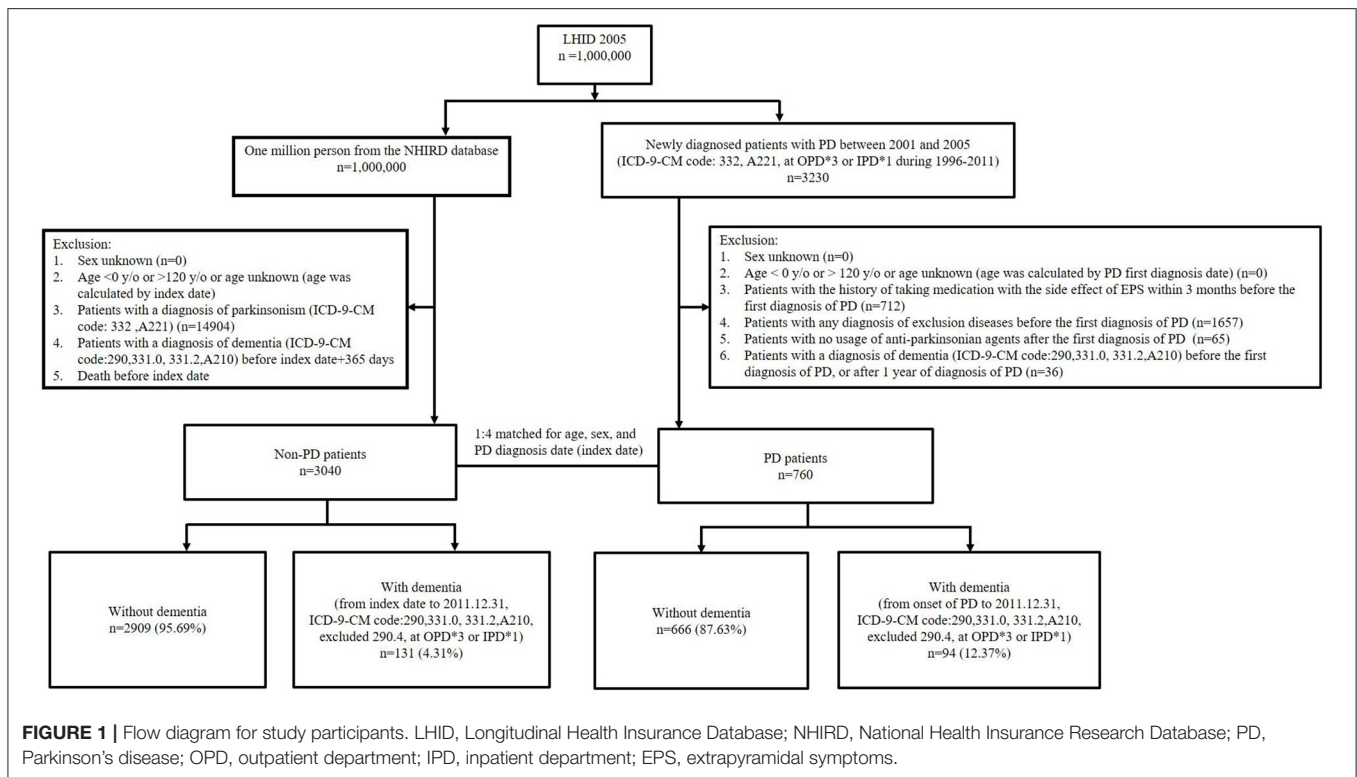 LHID 2005
n =1,000,000
One million person from the NHIRD database
n=1,000,000
Newly diagnosed patients with PD between 2001 and 2005
(ICD-9-CM code: 332, A221, at OPD*3 or IPD*1 during 1996-2011)
n=3230
Exclusion:
1. Sex unknown (n=0)
2. Age <0 y/o or >120 y/o or age unknown (age was
calculated by index date)
3. Patients with a diagnosis of parkinsonism (ICD-9-CM
code: 332 ,A221) (n=14904)
4. Patients with a diagnosis of dementia (ICD-9-CM
code:290,331.0, 331.2,A210) before index date+365 days
5. Death before index date
Exclusion:
1. Sex unknown (n=0)
2. Age < 0 y/o or > 120 y/o or age unknown (age was calculated by PD first diagnosis date) (n=0)
3. Patients with the history of taking medication with the side effect of EPS within 3 months before the
first diagnosis of PD (n=712)
4. Patients with any diagnosis of exclusion diseases before the first diagnosis of PD (n=1657)
5. Patients with no usage of anti-parkinsonian agents after the first diagnosis of PD (n=65)
6. Patients with a diagnosis of dementia (ICD-9-CM code:290,331.0, 331.2,A210) before the first
diagnosis of PD, or after 1 year of diagnosis of PD (n=36)
Non-PD patients
n=3040
1:4 matched for age, sex, and
PD diagnosis date (index date)
PD patients
n=760
Without dementia
n=2909 (95.69%)
With dementia
(from index date to 2011.12.31,
ICD-9-CM code:290,331.0, 331.2,A210,
excluded 290.4, at OPD*3 or IPD*1)
n=131 (4.31%)
Without dementia
n=666 (87.63%)
With dementia
(from onset of PD to 2011.12.31,
ICD-9-CM code:290,331.0, 331.2,A210,
excluded 290.4, at OPD*3 or IPD*1)
n=94 (12.37%)
FIGURE 1 | Flow diagram for study participants. LHID, Longitudinal Health Insurance Database; NHIRD, National Health Insurance Research Database; PD,
Parkinson's disease; OPD, outpatient department; IPD, inpatient department; EPS, extrapyramidal symptoms.